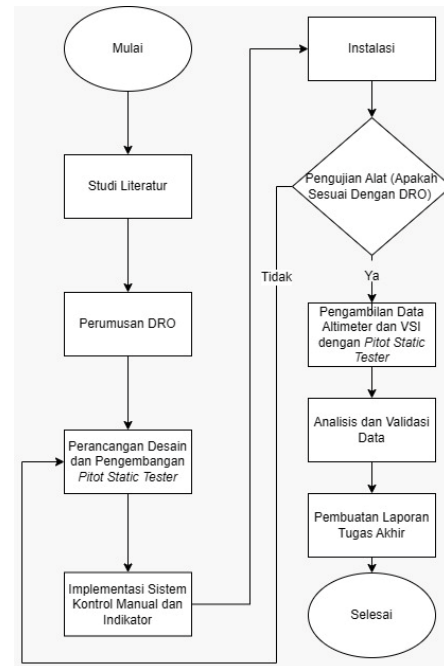 Mulai
Studi Literatur
Perumusan DRO
Perancangan Desain
dan Pengembangan
Pitot Static Tester
Implementasi Sistem
Kontrol Manual dan
Indikator
Instalasi
Pengujian Alat (Apakah
Sesuai Dengan DRO)
Tidak
Ya
Pengambilan Data
Altimeter dan VSI
dengan Pitot Static
Tester
Analisis dan Validasi
Data
Pembuatan Laporan
Tugas Akhir
Selesai